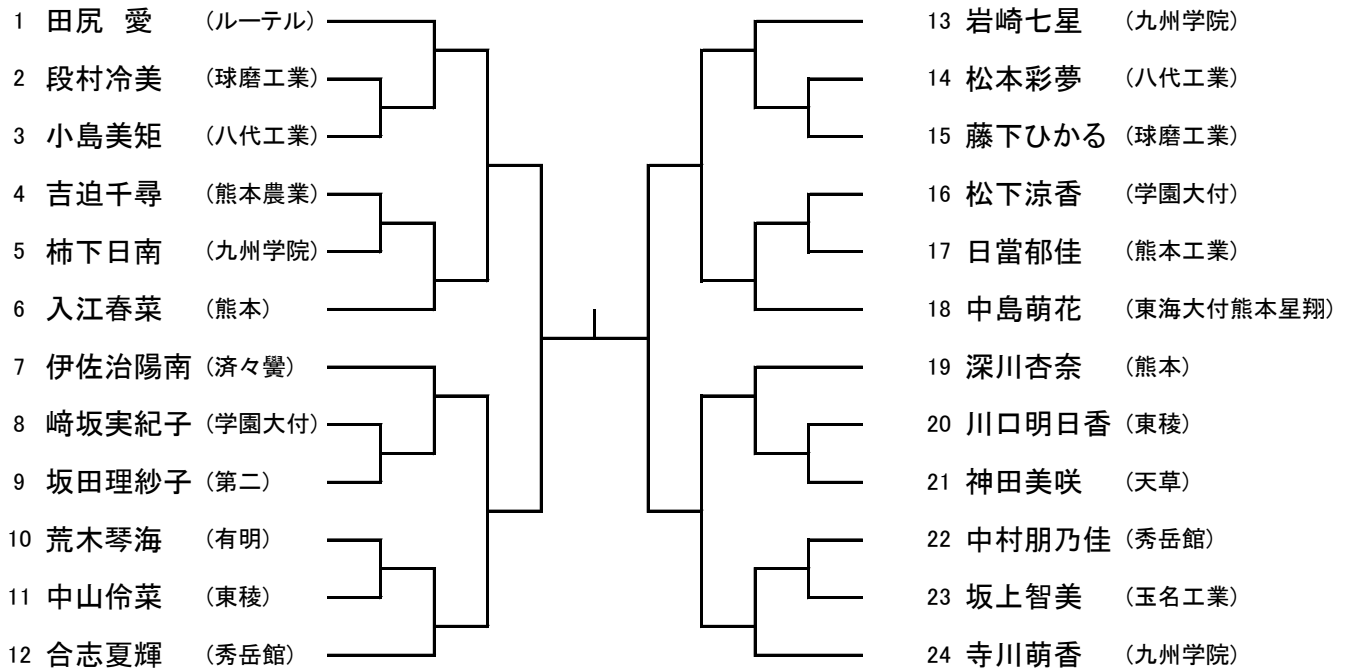 1 田尻 愛 (ルーテル)
2 段村冷美 (球磨工業)
3 小島美矩 (八代工業)
4 吉迫千尋 (熊本農業)
5 柿下日南 (九州学院)
6 入江春菜 (熊本)
7 伊佐治陽南 (済々黌)
8 﨑坂実紀子 (学園大付)
9 坂田理紗子 (第二)
10 荒木琴海 (有明)
11 中山伶菜 (東稜)
12 合志夏輝 (秀岳館)
13 岩崎七星 (九州学院)
14 松本彩夢 (八代工業)
15 藤下ひかる (球磨工業)
16 松下涼香 (学園大付)
17 日當郁佳 (熊本工業)
18 中島萌花 (東海大付熊本星翔)
19 深川杏奈 (熊本)
20 川口明日香 (東稜)
21 神田美咲 (天草)
22 中村朋乃佳 (秀岳館)
23 坂上智美 (玉名工業)
24 寺川萌香 (九州学院)